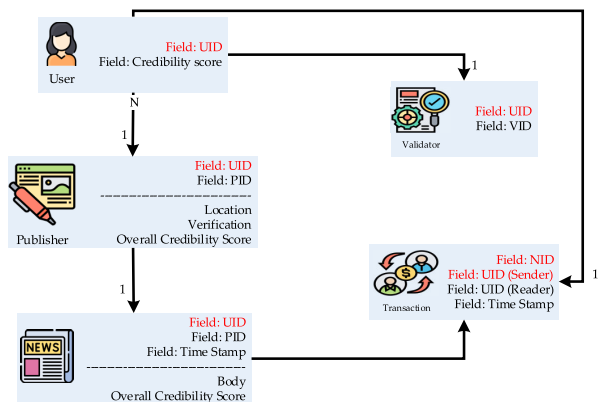 Field: UID
Field: Credibility score
User
N
1
1
Field: UID
Field: VID
Validator
1
Field: UID
Field: PID
Location
Verification
Overall Credibility Score
Publisher
Field: NID
Field: UID (Sender)
Field: UID (Reader)
Field: Time Stamp
Transaction
1
1
Field: UID
Field: PID
Field: Time Stamp
NEWS
Body
Overall Credibility Score